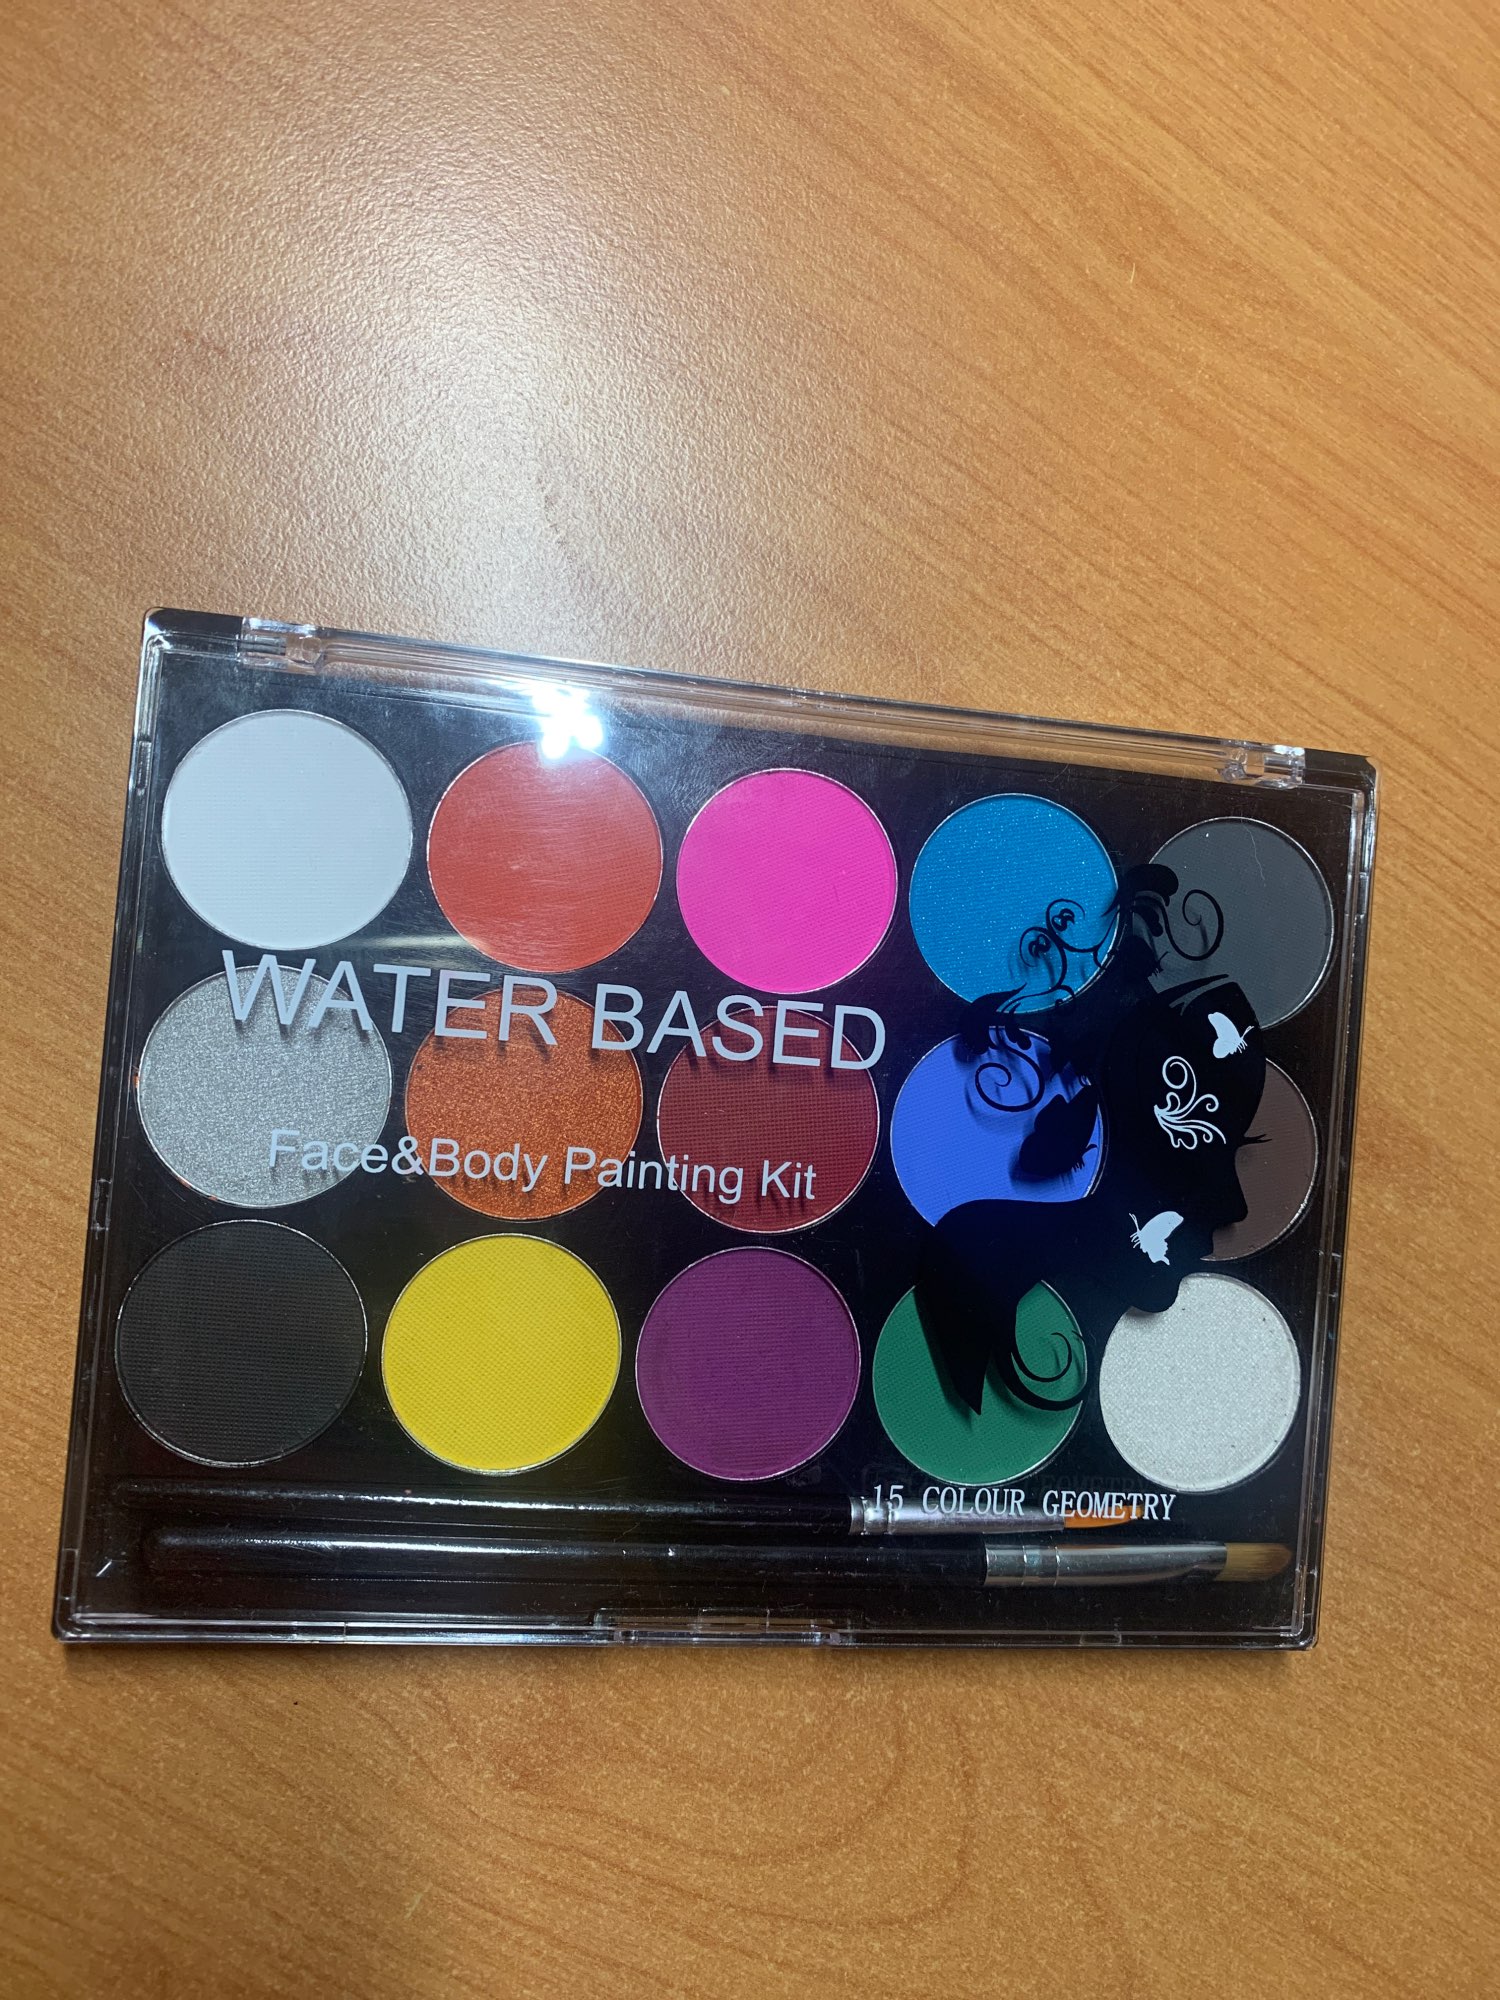 WATER BASED
Face&Body Painting Kit
15 COLOUR GEOMETRY